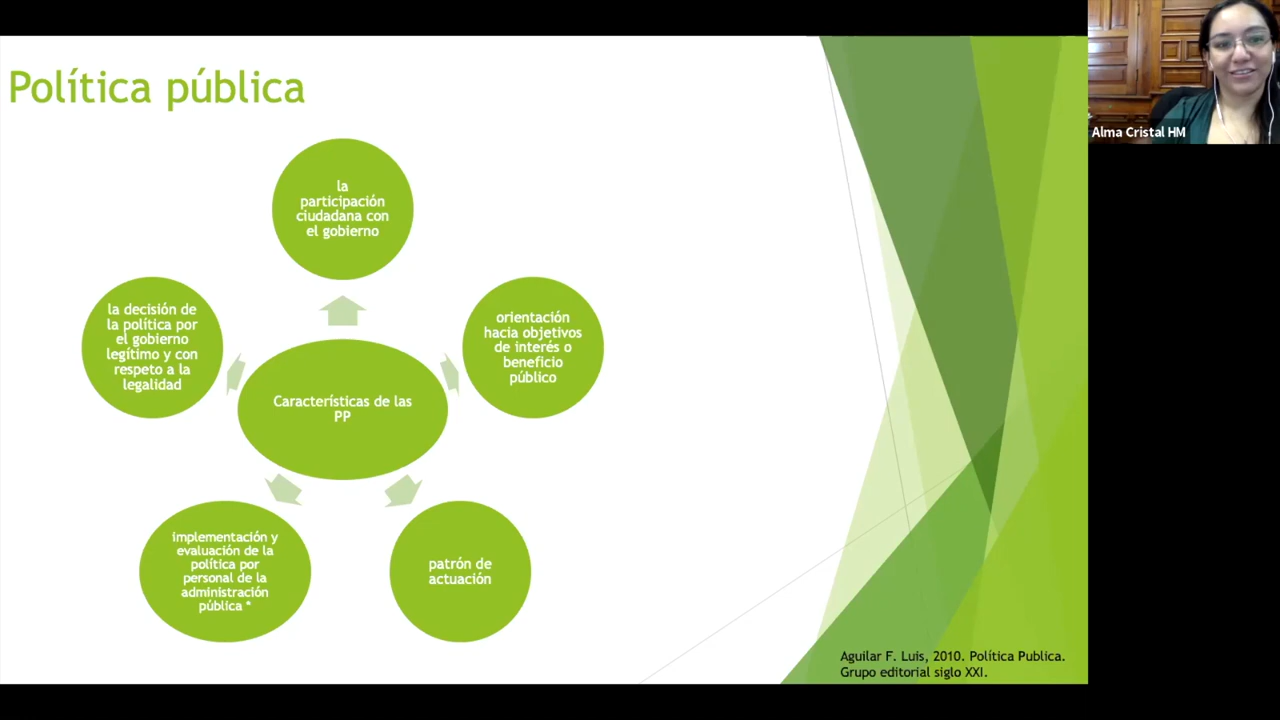 Política pública
Alma Cristal HM
la
participación
ciudadana con
el gobierno
la decisión de
la política por
el gobierno
legítimo y con
respeto a la
legalidad
orientación
hacia objetivos
de interés o
beneficio
público
Características de las
PP
implementación y
evaluación de la
política por
personal de la
administración
pública *
patrón de
actuación
Aguilar F. Luis, 2010. Política Publica.
Grupo editorial siglo XXI.